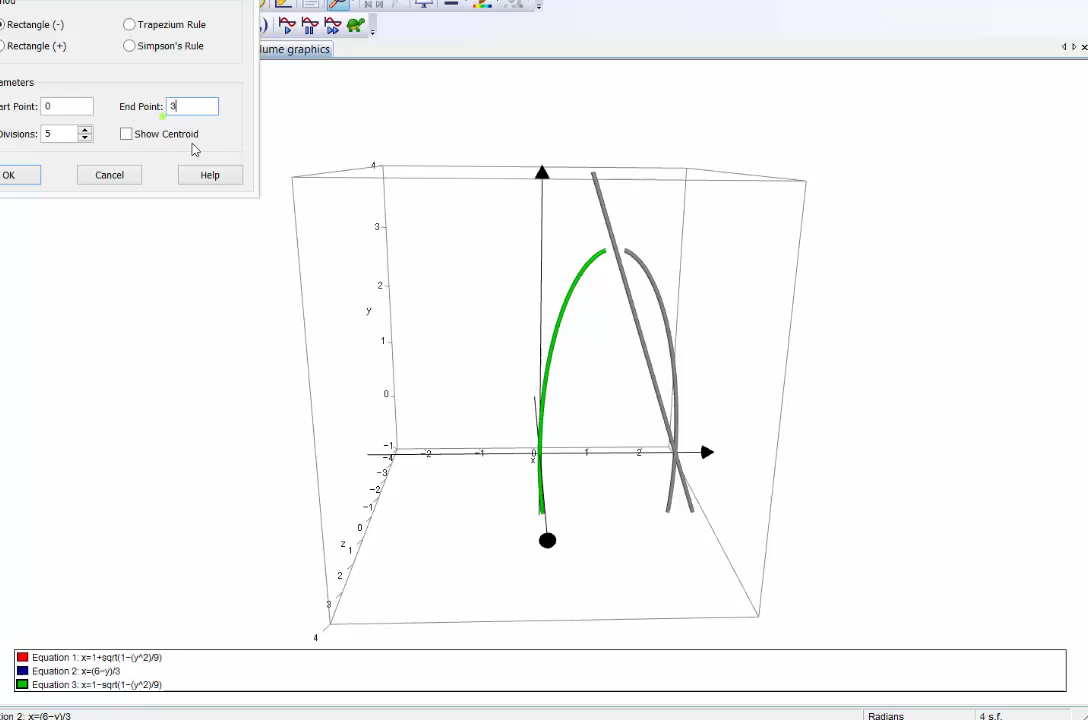 Rectangle (-) Trapezium Rule
Rectangle (+) Simpson's Rule
lume graphics
ameters
art Point: 0 End Point: 3
Divisions: 5 Show Centroid
OK Cancel Help
4
3
2
y
1
0
-1
-4
-3
-2
-1
0
z
1
2
3
4
-2 -1 0 1 2
x
Equation 1: x=1+sqrt(1-(y^2)/9)
Equation 2: x=(6-y)/3
Equation 3: x=1-sqrt(1-(y^2)/9)
ion 2: x=(6-y)/3 Radians 4 s.f.